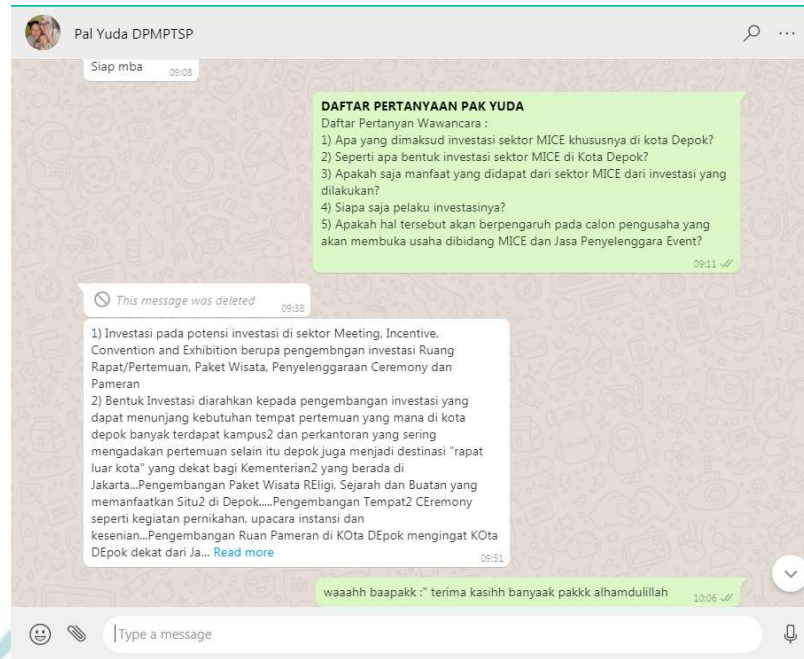 Pal Yuda DPMPTSP
Siap mba
09:08
DAFTAR PERTANYAAN PAK YUDA
Daftar Pertanyan Wawancara :
1) Apa yang dimaksud investasi sektor MICE khususnya di kota Depok?
2) Seperti apa bentuk investasi sektor MICE di Kota Depok?
3) Apakah saja manfaat yang didapat dari sektor MICE dari investasi yang
dilakukan?
4) Siapa saja pelaku investasinya?
5) Apakah hal tersebut akan berpengaruh pada calon pengusaha yang
akan membuka usaha dibidang MICE dan Jasa Penyelenggara Event?
09:11
This message was deleted
09:38
1) Investasi pada potensi investasi di sektor Meeting, Incentive,
Convention and Exhibition berupa pengembngan investasi Ruang
Rapat/Pertemuan, Paket Wisata, Penyelenggaraan Ceremony dan
Pameran
2) Bentuk Investasi diarahkan kepada pengembangan investasi yang
dapat menunjang kebutuhan tempat pertemuan yang mana di kota
depok banyak terdapat kampus2 dan perkantoran yang sering
mengadakan pertemuan selain itu depok juga menjadi destinasi "rapat
luar kota" yang dekat bagi Kementerian2 yang berada di
Jakarta...Pengembangan Paket Wisata REligi, Sejarah dan Buatan yang
memanfaatkan Situ2 di Depok.....Pengembangan Tempat2 CEremony
seperti kegiatan pernikahan, upacara instansi dan
kesenian...Pengembangan Ruan Pameran di KOta DEpok mengingat KOta
DEpok dekat dari Ja... Read more
09:51
waaahh baapakk :" terima kasihh banyaak pakkk alhamdulillah
10:06
Type a message